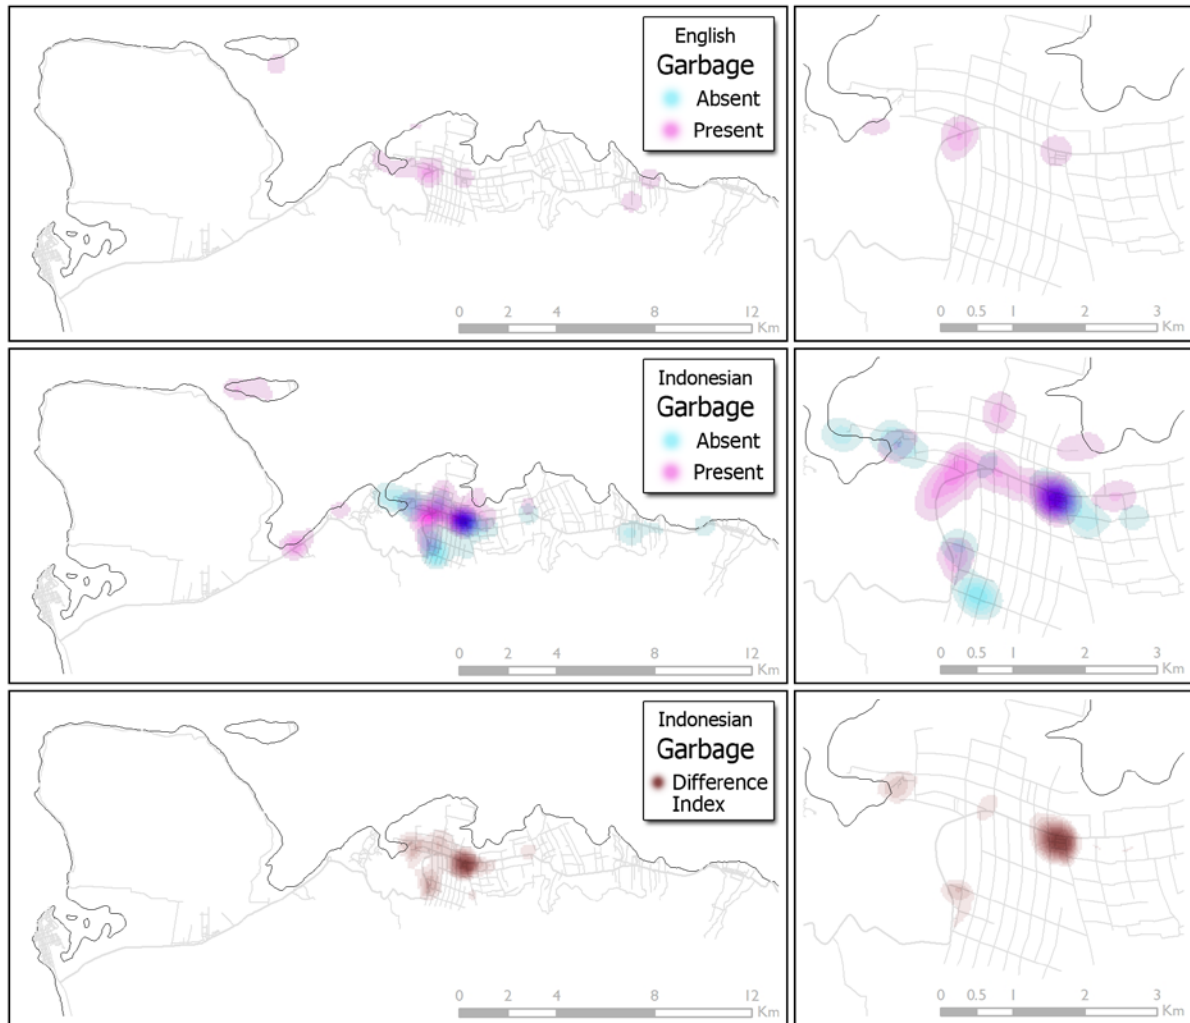 English
Garbage
Absent
Present
0 2 4 8 12
Km
0 0.5 1 2 3
Km
Indonesian
Garbage
Absent
Present
0 2 4 8 12
Km
0 0.5 1 2 3
Km
Indonesian
Garbage
Difference
Index
0 2 4 8 12
Km
0 0.5 1 2 3
Km